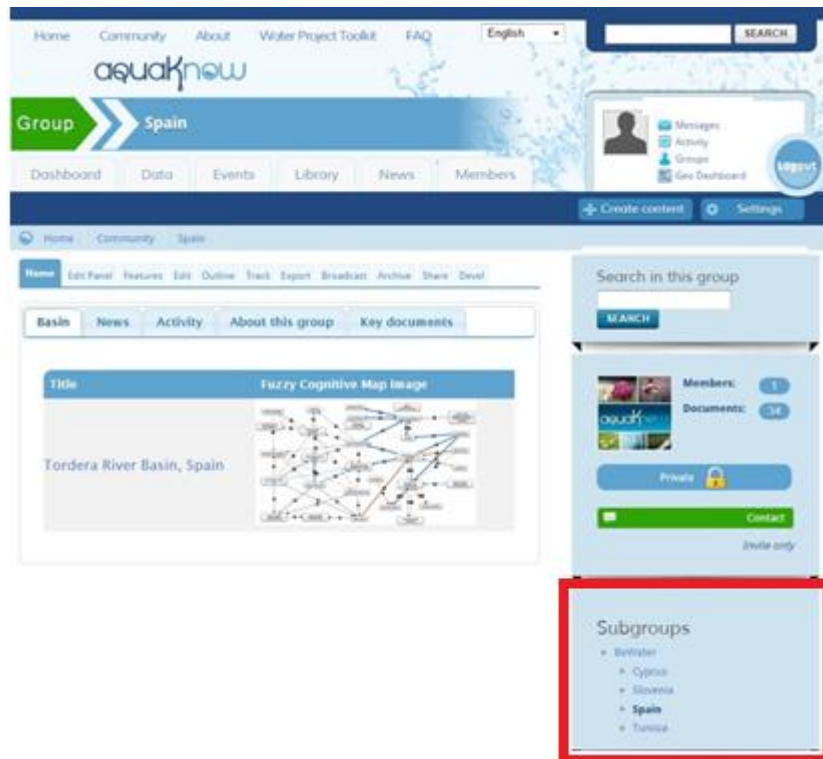 Home Community About Water Project Toolkit FAQ English SEARCH
aquaknow
Group Spain
Messages
Activity
Groups
Geo Dashboard
Logout
Dashboard Data Events Library News Members
Create content Settings
Home Community Spain
Home Edit Panel Features Edit Outline Track Export Broadcast Archive Share Devel
Search in this group
SEARCH
Basin News Activity About this group Key documents
Title Fuzzy Cognitive Map Image
Tordera River Basin, Spain
aquaknow
Members: 1
Documents: 34
Private
Contact
Invite only
Subgroups
BeWater
Cyprus
Slovenia
Spain
Tunisia